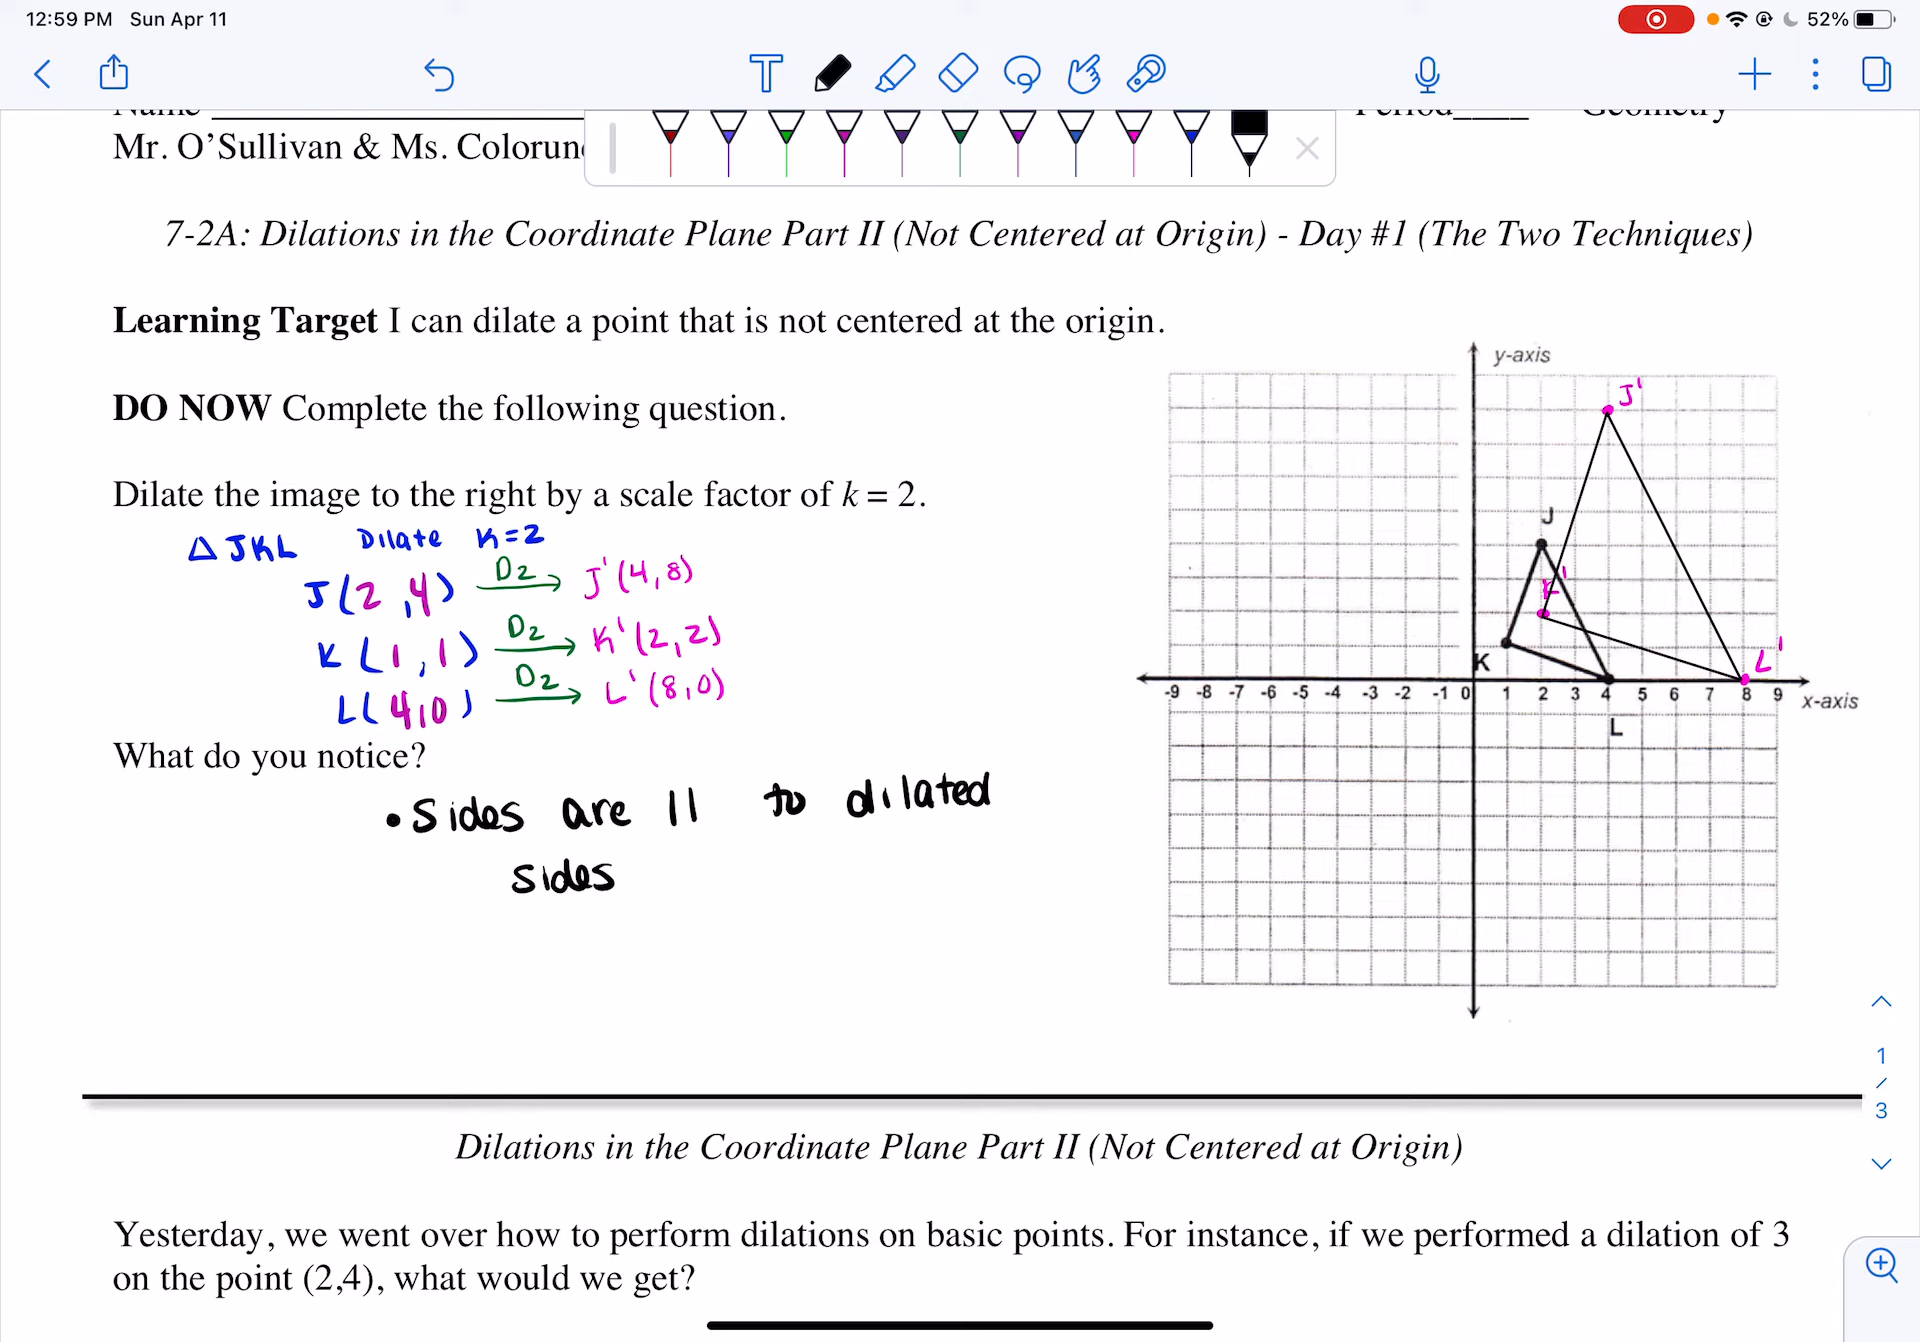 12:59 PM Sun Apr 11
52%
Mr. O'Sullivan & Ms. Colorun
7-2A: Dilations in the Coordinate Plane Part II (Not Centered at Origin) - Day #1 (The Two Techniques)
Learning Target I can dilate a point that is not centered at the origin.
DO NOW Complete the following question.
Dilate the image to the right by a scale factor of k = 2.
△ JKL Dilate K=2
J(2,4) D2 → J'(4,8)
K(1,1) D2 → K'(2,2)
L(4,0) D2 → L'(8,0)
What do you notice?
• Sides are || to dilated
sides
y-axis
J'
J
K'
K
L'
-9 -8 -7 -6 -5 -4 -3 -2 -1 0 1 2 3 4 5 6 7 8 9
x-axis
L
1
/
3
Dilations in the Coordinate Plane Part II (Not Centered at Origin)
Yesterday, we went over how to perform dilations on basic points. For instance, if we performed a dilation of 3
on the point (2,4), what would we get?